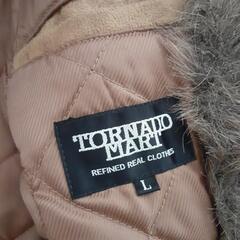 TORNADO
MART
REFINED REAL CLOTHES
L